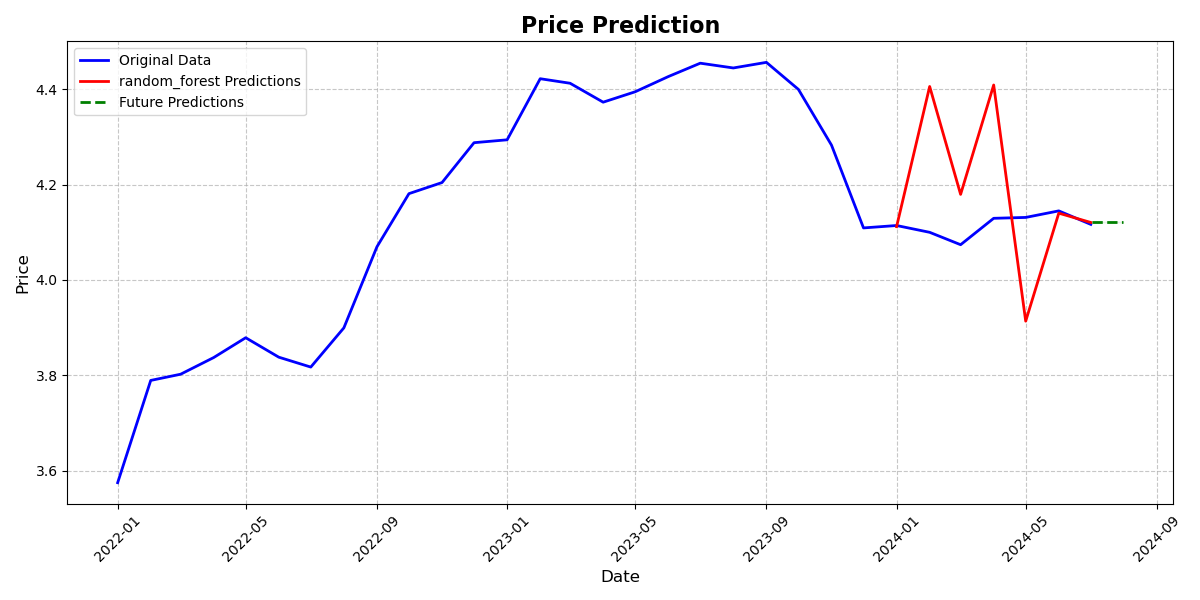 Price Prediction
Original Data
random_forest Predictions
Future Predictions
Price
4.4
4.2
4.0
3.8
3.6
2022-01
2022-05
2022-09
2023-01
2023-05
2023-09
2024-01
2024-05
2024-09
Date